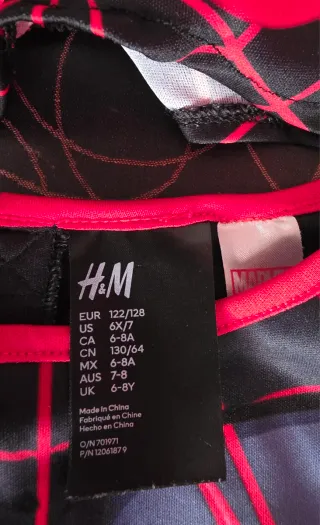 H&M
EUR 122/128
US 6X/7
CA 6-8A
CN 130/64
MX 6-8A
AUS 7-8
UK 6-8Y
Made in China
Fabriqué en Chine
Hecho en China
O/N 701971
P/N 12061879